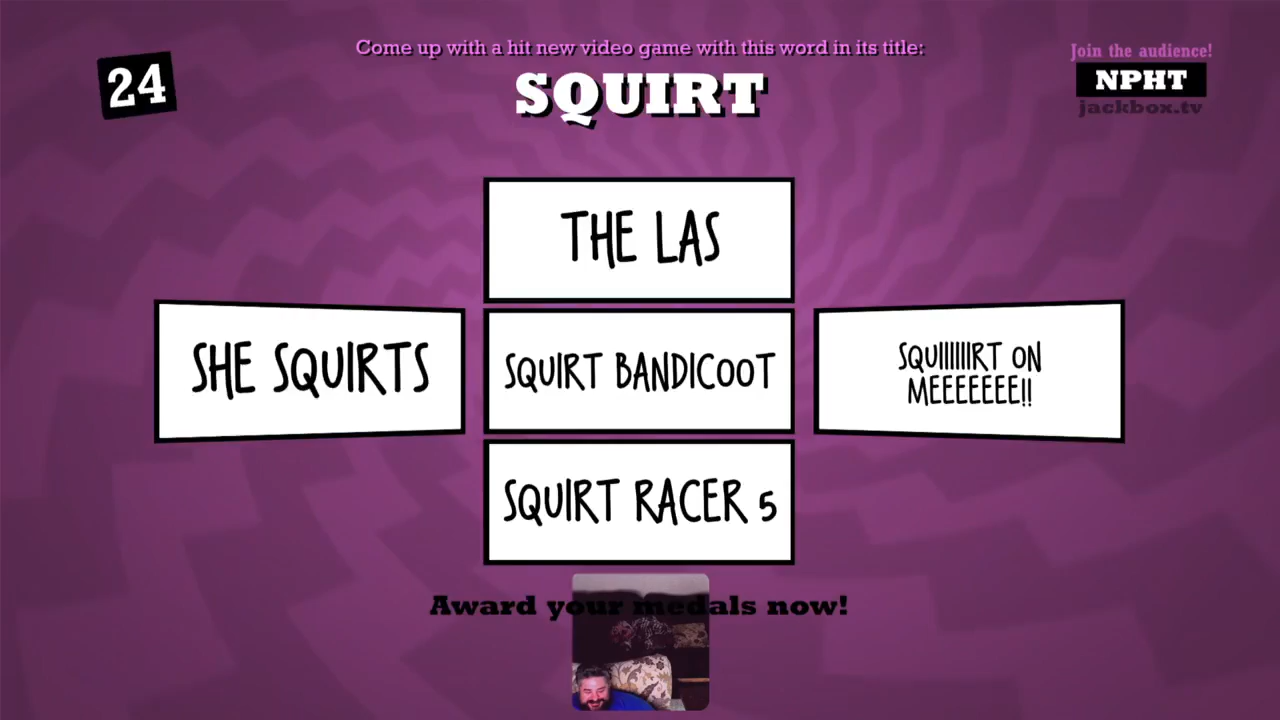 Come up with a hit new video game with this word in its title:
SQUIRT
24
Join the audience!
NPHT
jackbox.tv
THE LAS
SHE SQUIRTS
SQUIRT BANDICOOT
SQUIIIIIIRT ON
MEEEEEEE!!
SQUIRT RACER 5
Award your medals now!